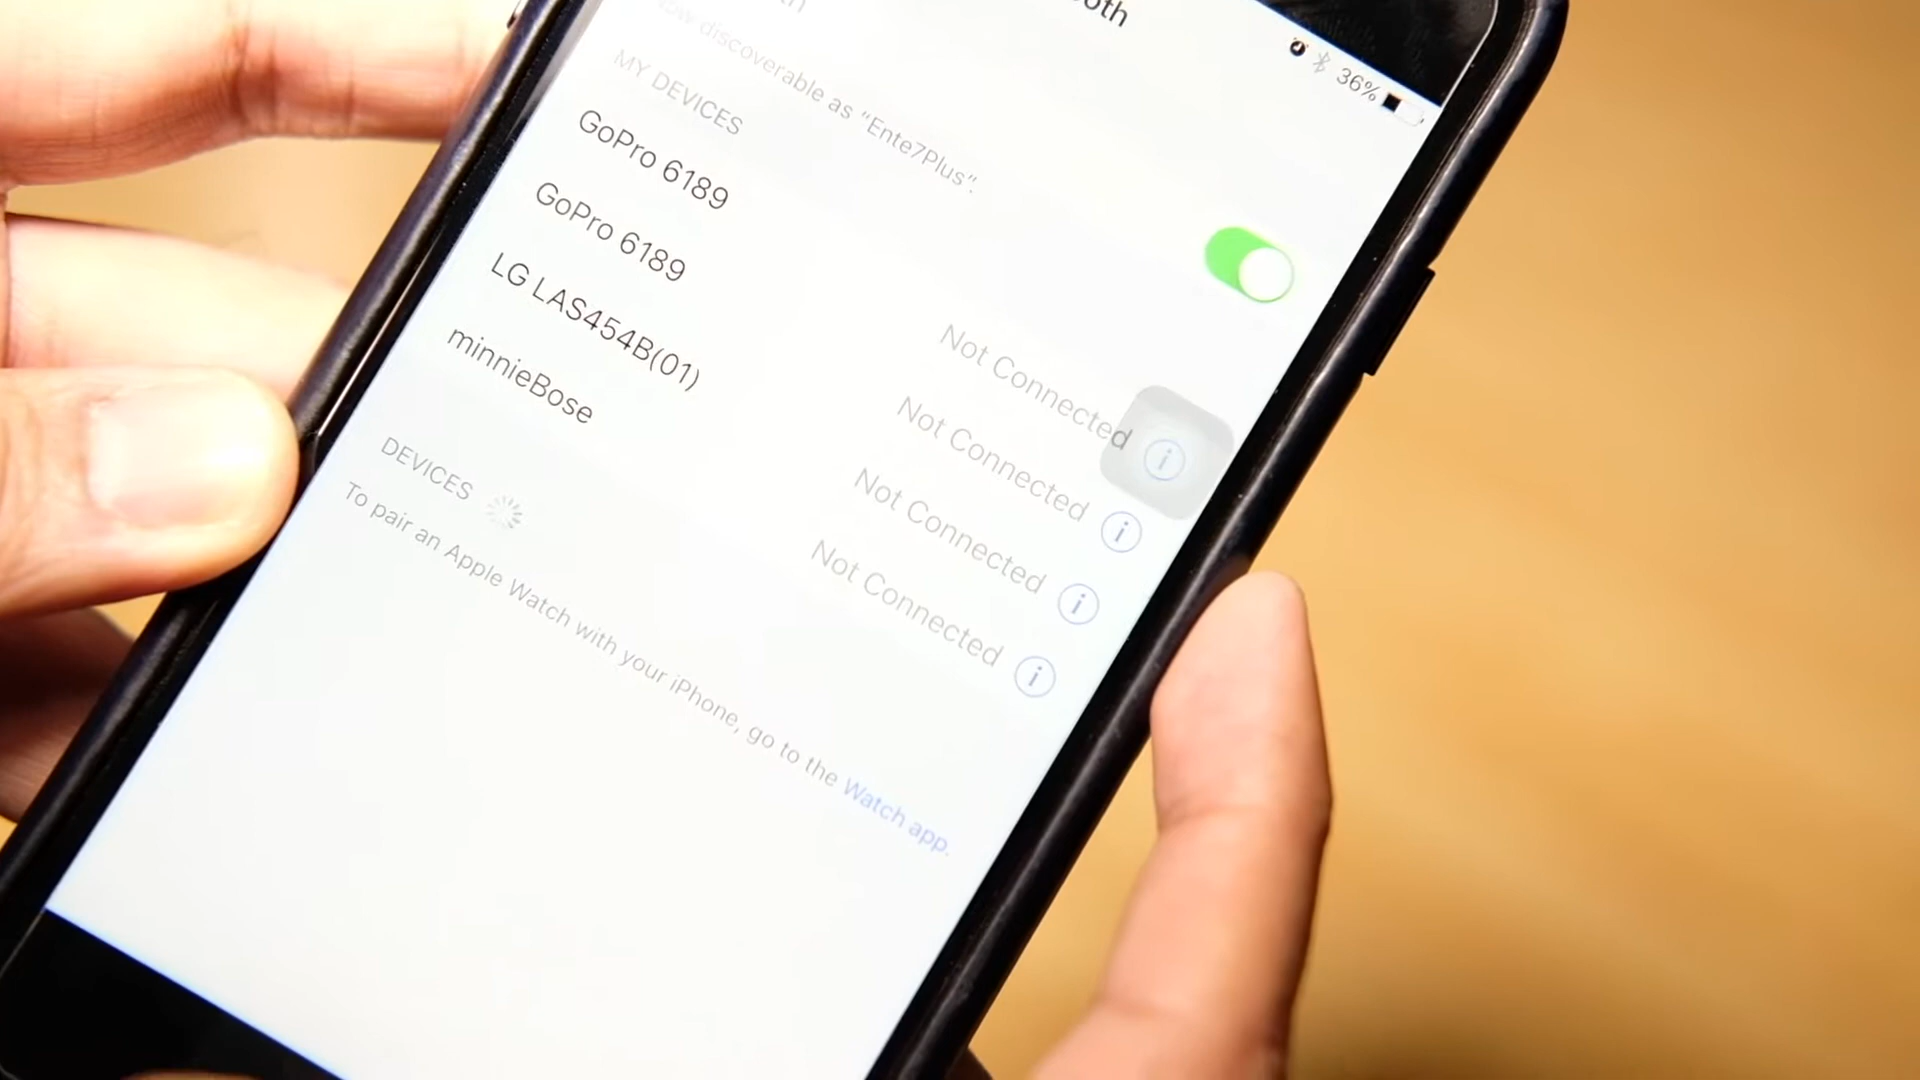 36%
discoverable as “Ente7Plus”.
MY DEVICES
GoPro 6189 Not Connected
GoPro 6189 Not Connected
LG LAS454B(01) Not Connected
minnieBose Not Connected
DEVICES
To pair an Apple Watch with your iPhone, go to the Watch app.